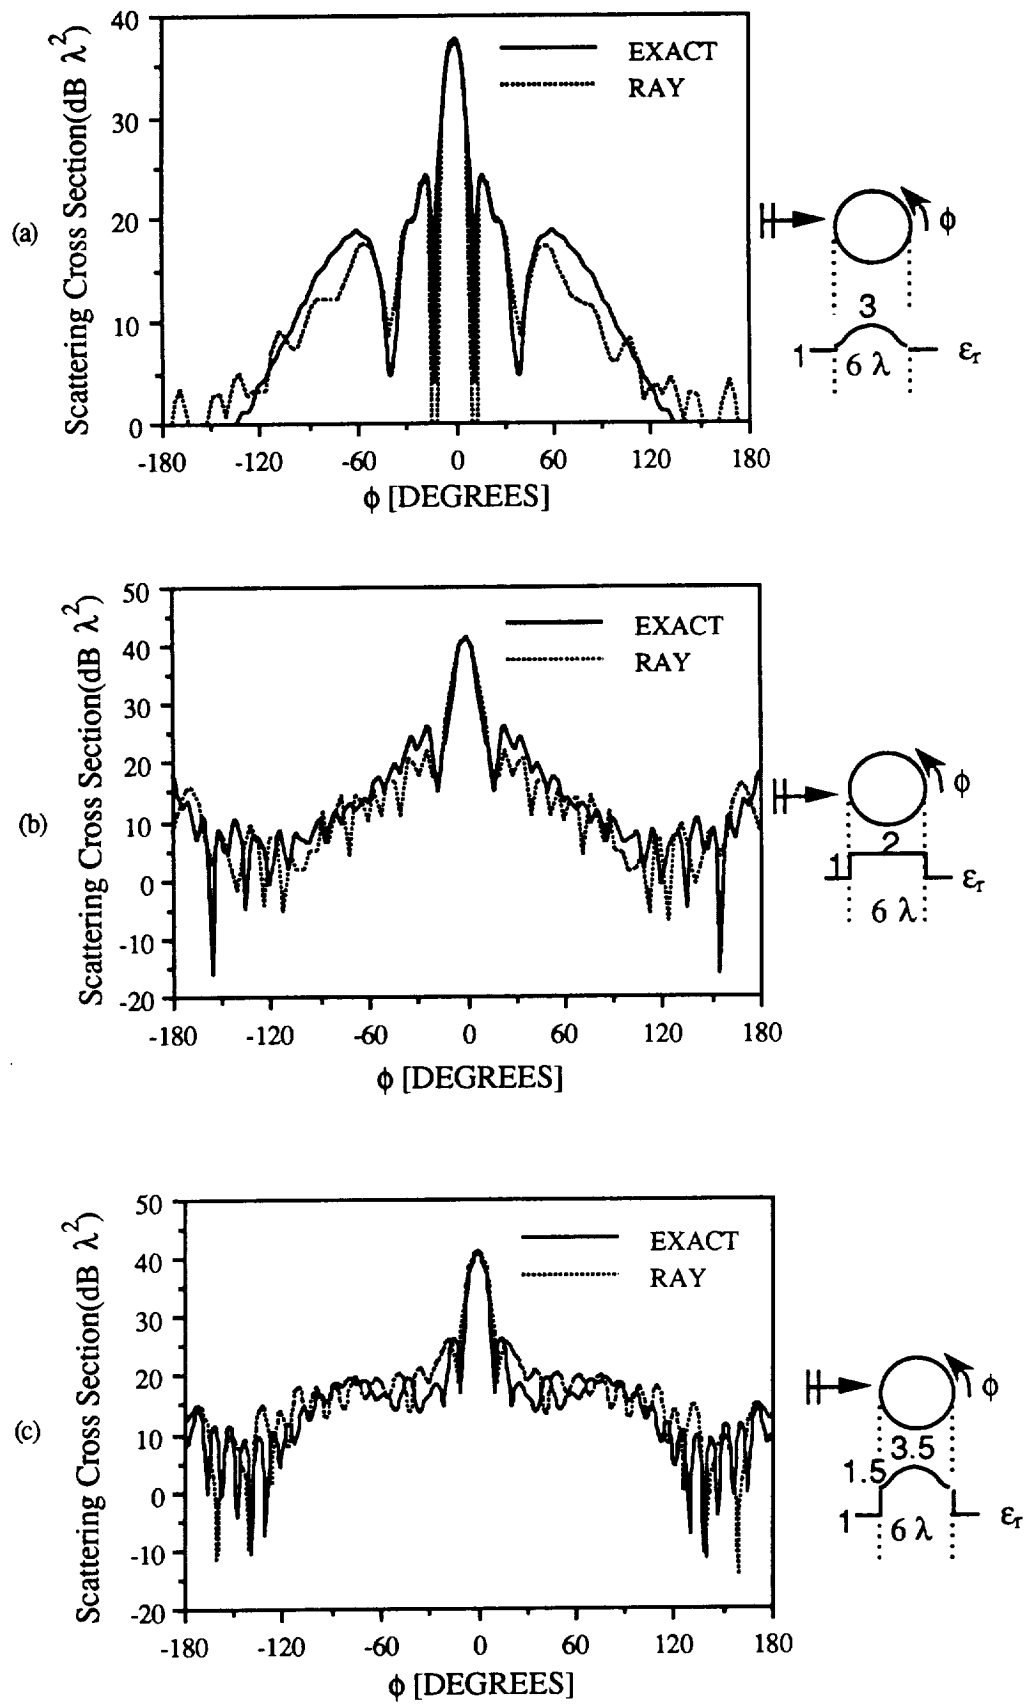 (a)
Scattering Cross Section(dB λ²)
40
30
20
10
0
EXACT
RAY
-180 -120 -60 0 60 120 180
ϕ [DEGREES]
ϕ
3
1 6 λ εr
(b)
Scattering Cross Section(dB λ²)
50
40
30
20
10
0
-10
-20
EXACT
RAY
-180 -120 -60 0 60 120 180
ϕ [DEGREES]
ϕ
2
1 εr
6 λ
(c)
Scattering Cross Section(dB λ²)
50
40
30
20
10
0
-10
-20
EXACT
RAY
-180 -120 -60 0 60 120 180
ϕ [DEGREES]
ϕ
3.5
1.5
1 6 λ εr